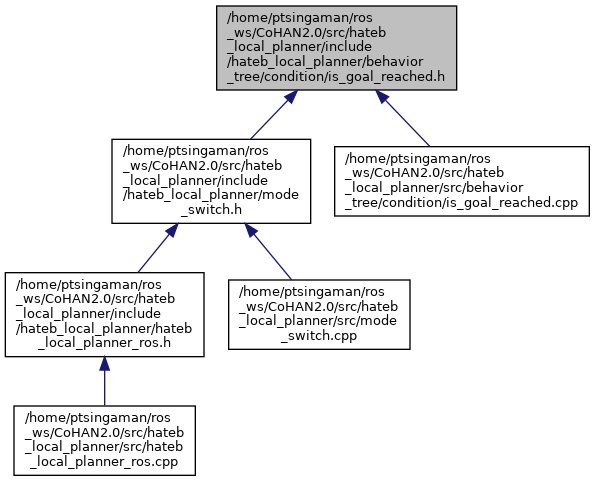 /home/ptsingaman/ros
_ws/CoHAN2.0/src/hateb
_local_planner/include
/hateb_local_planner/behavior
_tree/condition/is_goal_reached.h
/home/ptsingaman/ros
_ws/CoHAN2.0/src/hateb
_local_planner/include
/hateb_local_planner/mode
_switch.h
/home/ptsingaman/ros
_ws/CoHAN2.0/src/hateb
_local_planner/src/behavior
_tree/condition/is_goal_reached.cpp
/home/ptsingaman/ros
_ws/CoHAN2.0/src/hateb
_local_planner/include
/hateb_local_planner/hateb
_local_planner_ros.h
/home/ptsingaman/ros
_ws/CoHAN2.0/src/hateb
_local_planner/src/mode
_switch.cpp
/home/ptsingaman/ros
_ws/CoHAN2.0/src/hateb
_local_planner/src/hateb
_local_planner_ros.cpp